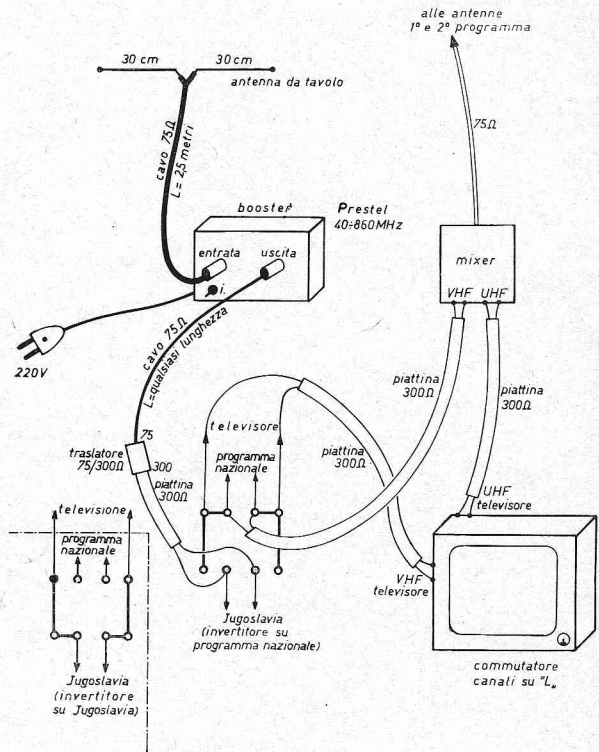 alle antenne
1° e 2° programma
30 cm
30 cm
antenna da tavolo
75Ω
cavo 75Ω
L= 2,5 metri
booster
Prestel
40÷860MHz
entrata
uscita
i.
mixer
VHF UHF
220V
cavo 75Ω
L=qualsiasi lunghezza
piattina
300Ω
piattina
300Ω
75
traslatore
75/300Ω
300
piattina
300Ω
televisore
programma
nazionale
piattina
300Ω
UHF
televisore
televisione
programma
nazionale
VHF
televisore
Jugoslavia
(invertitore su
programma nazionale)
Jugoslavia
(invertitore
su Jugoslavia)
commutatore
canali su "L„